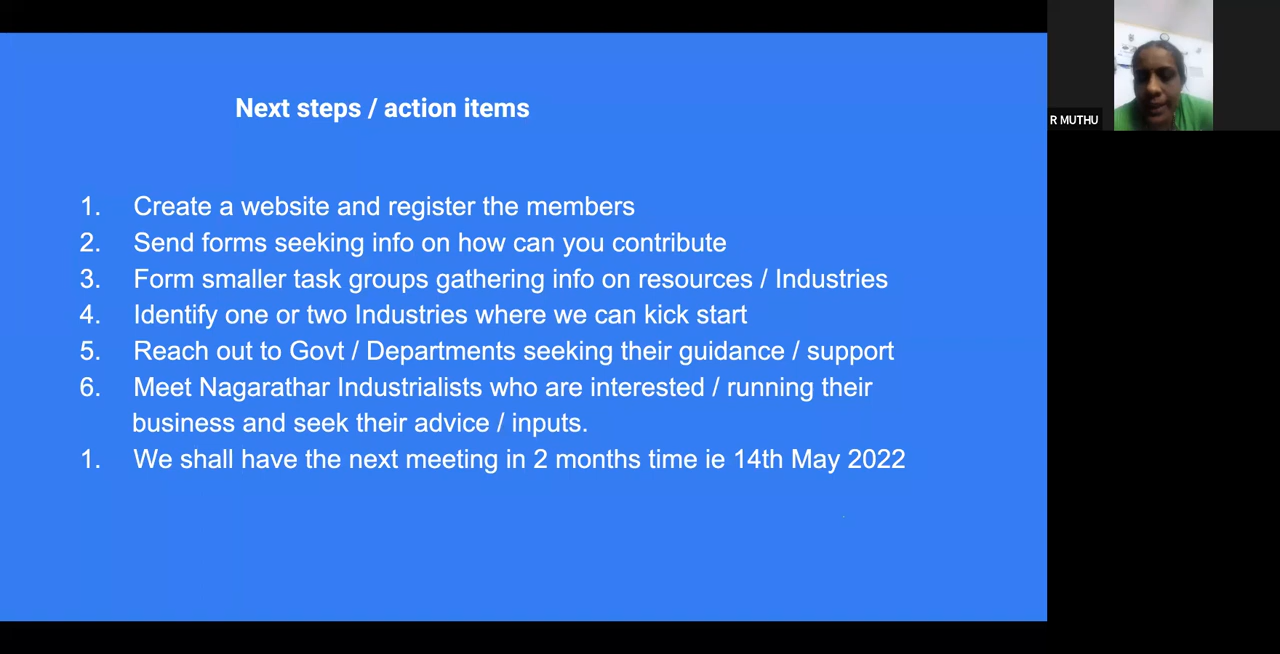 Next steps / action items
1. Create a website and register the members
2. Send forms seeking info on how can you contribute
3. Form smaller task groups gathering info on resources / Industries
4. Identify one or two Industries where we can kick start
5. Reach out to Govt / Departments seeking their guidance / support
6. Meet Nagarathar Industrialists who are interested / running their
business and seek their advice / inputs.
1. We shall have the next meeting in 2 months time ie 14th May 2022
R MUTHU